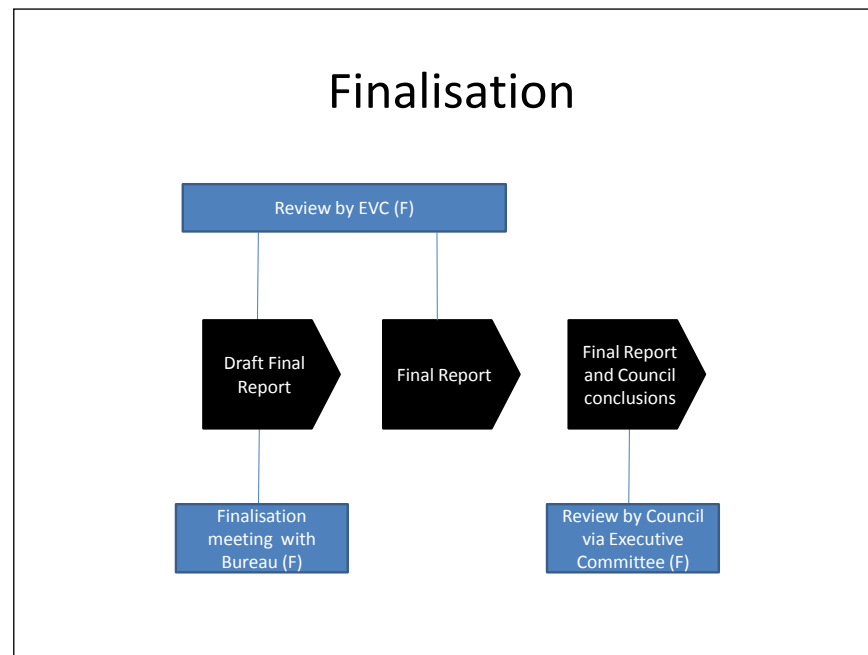 Finalisation
Review by EVC (F)
Draft Final
Report
Final Report
Final Report
and Council
conclusions
Finalisation
meeting with
Bureau (F)
Review by Council
via Executive
Committee (F)